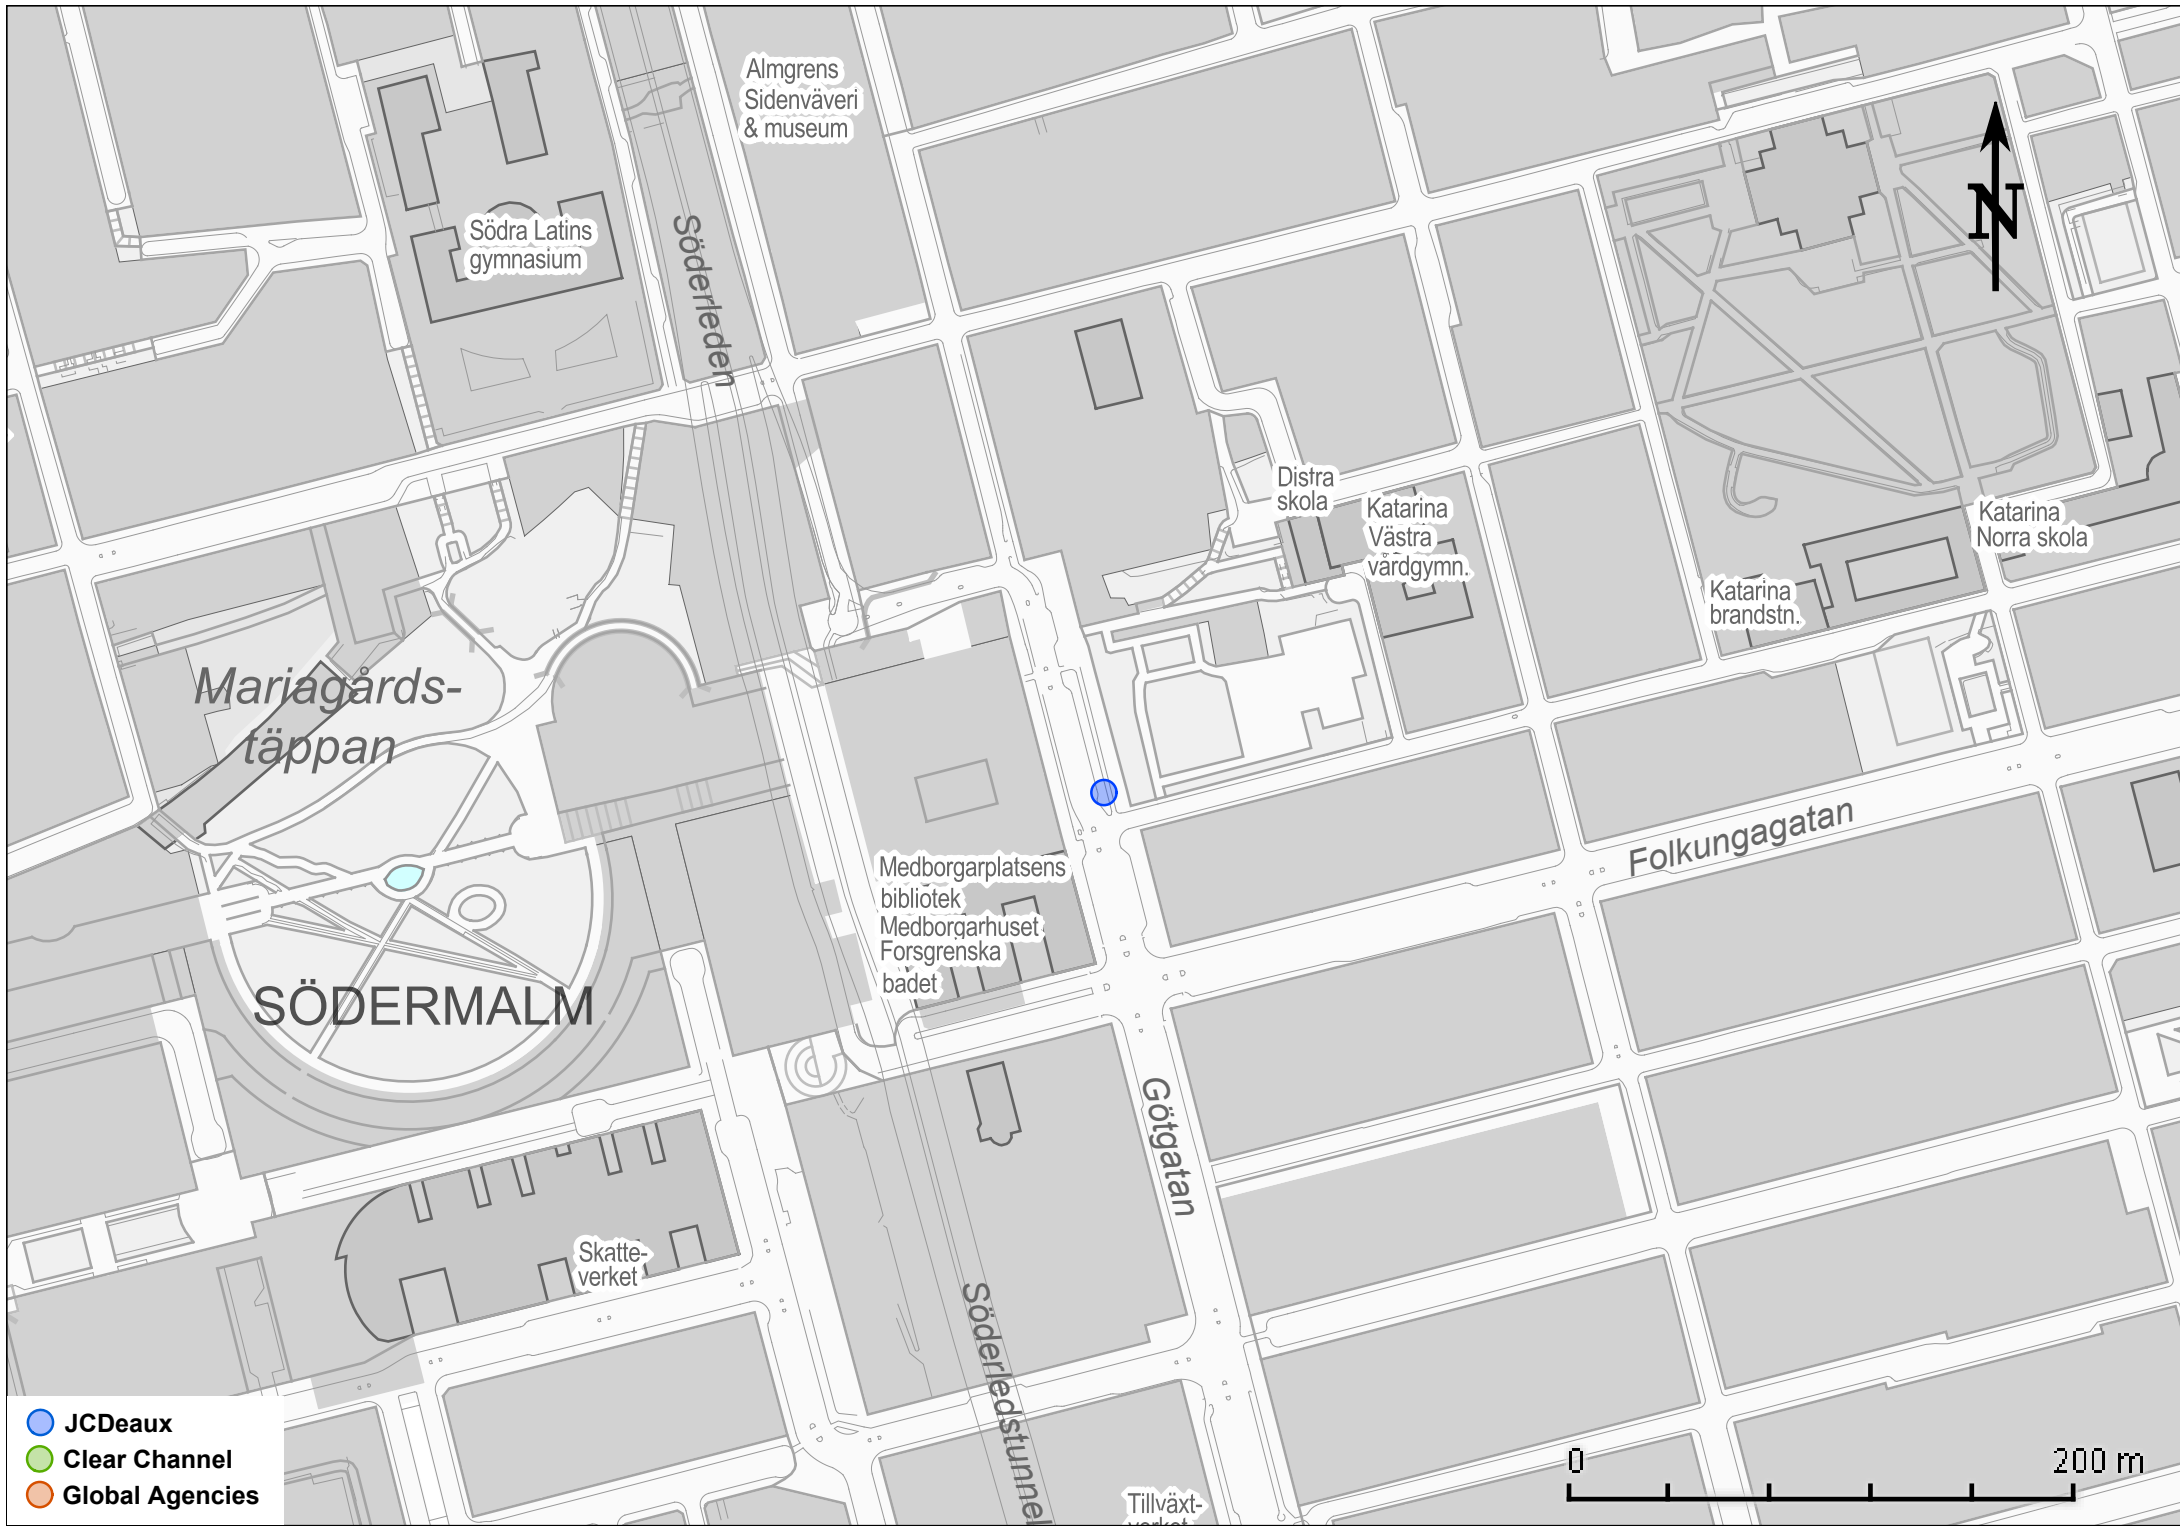 Almgrens
Sidenväveri
& museum
Södra Latins
gymnasium
Söderleden
N
Distra
skola
Katarina
Västra
vårdgymn.
Katarina
Norra skola
Katarina
brandstn.
Mariagårds-
täppan
Folkungagatan
Medborgarplatsens
bibliotek
Medborgarhuset
Forsgrenska
badet
SÖDERMALM
Götgatan
Skatte-
verket
Söderledstunnel
JCDeaux
Clear Channel
Global Agencies
0 200 m
Tillväxt-
verket